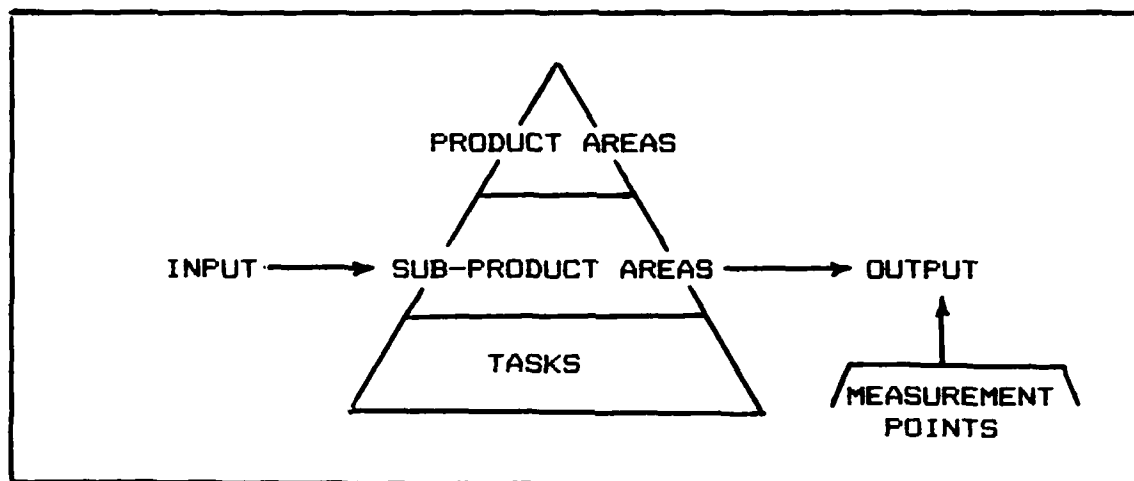 PRODUCT AREAS
INPUT
SUB-PRODUCT AREAS
OUTPUT
TASKS
MEASUREMENT
POINTS